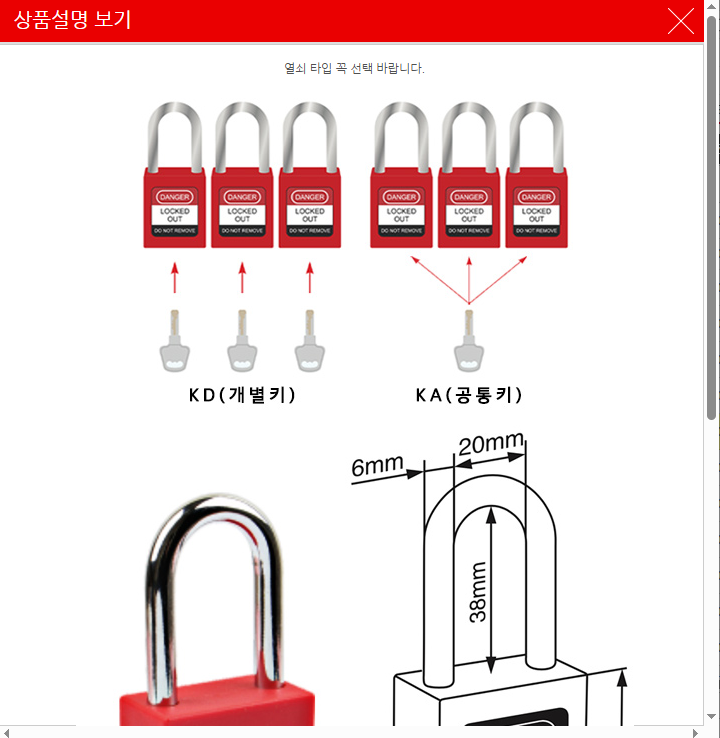 상품설명 보기
열쇠 타입 꼭 선택 바랍니다.
DANGER DANGER DANGER DANGER DANGER DANGER
LOCKED OUT LOCKED OUT LOCKED OUT LOCKED OUT LOCKED OUT LOCKED OUT
DO NOT REMOVE DO NOT REMOVE DO NOT REMOVE DO NOT REMOVE DO NOT REMOVE DO NOT REMOVE
KD(개별키) KA(공통키)
6mm 20mm
38mm